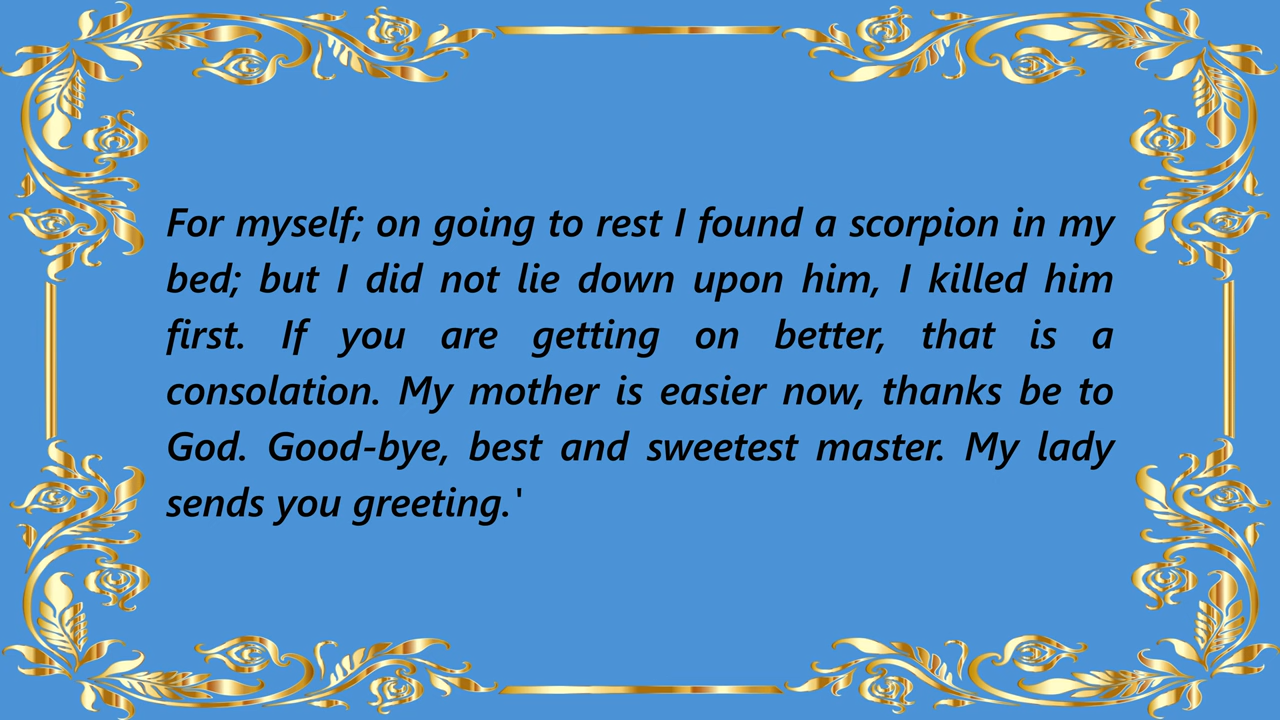 For myself; on going to rest I found a scorpion in my
bed; but I did not lie down upon him, I killed him
first. If you are getting on better, that is a
consolation. My mother is easier now, thanks be to
God. Good-bye, best and sweetest master. My lady
sends you greeting.'